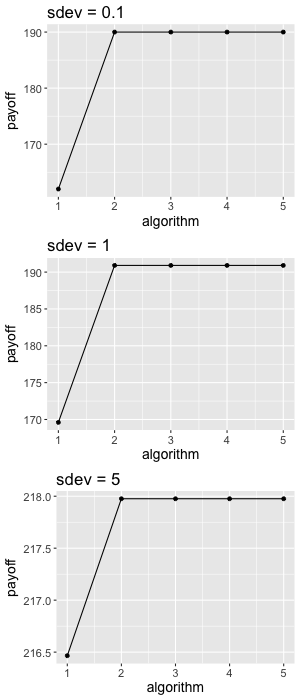 sdev = 0.1
190
180
170
payoff
1 2 3 4 5
algorithm
sdev = 1
190
185
180
175
170
payoff
1 2 3 4 5
algorithm
sdev = 5
218.0
217.5
217.0
216.5
payoff
1 2 3 4 5
algorithm